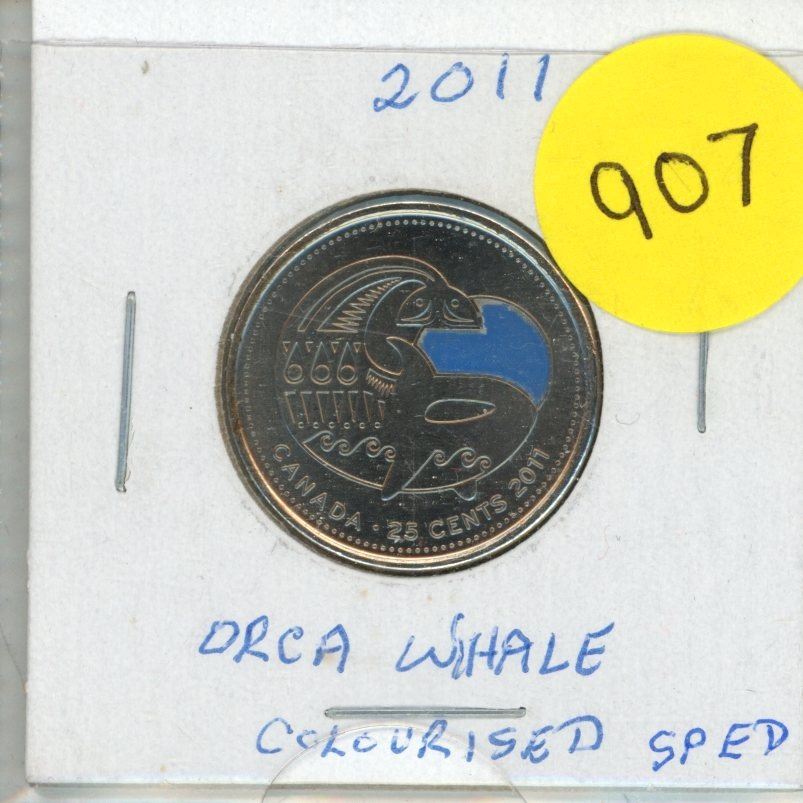 2011
907
CANADA · 25 CENTS 2011
ORCA WHALE
COLOURISED SPED